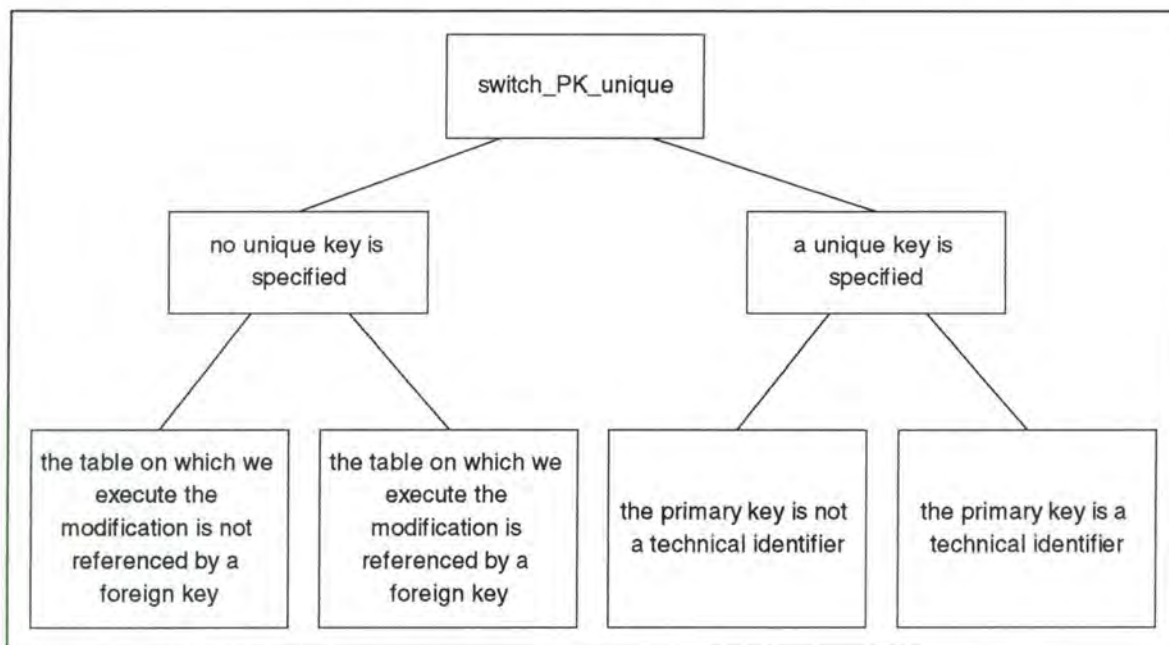 switch_PK_unique
no unique key is
specified
a unique key is
specified
the table on which we
execute the
modification is not
referenced by a
foreign key
the table on which we
execute the
modification is
referenced by a
foreign key
the primary key is not
a technical identifier
the primary key is a
technical identifier